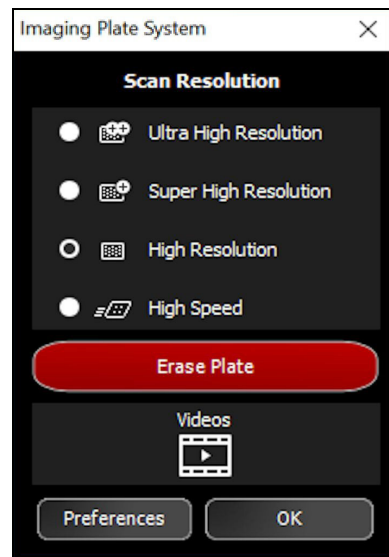 Imaging Plate System
Scan Resolution
Ultra High Resolution
Super High Resolution
High Resolution
High Speed
Erase Plate
Videos
Preferences
OK